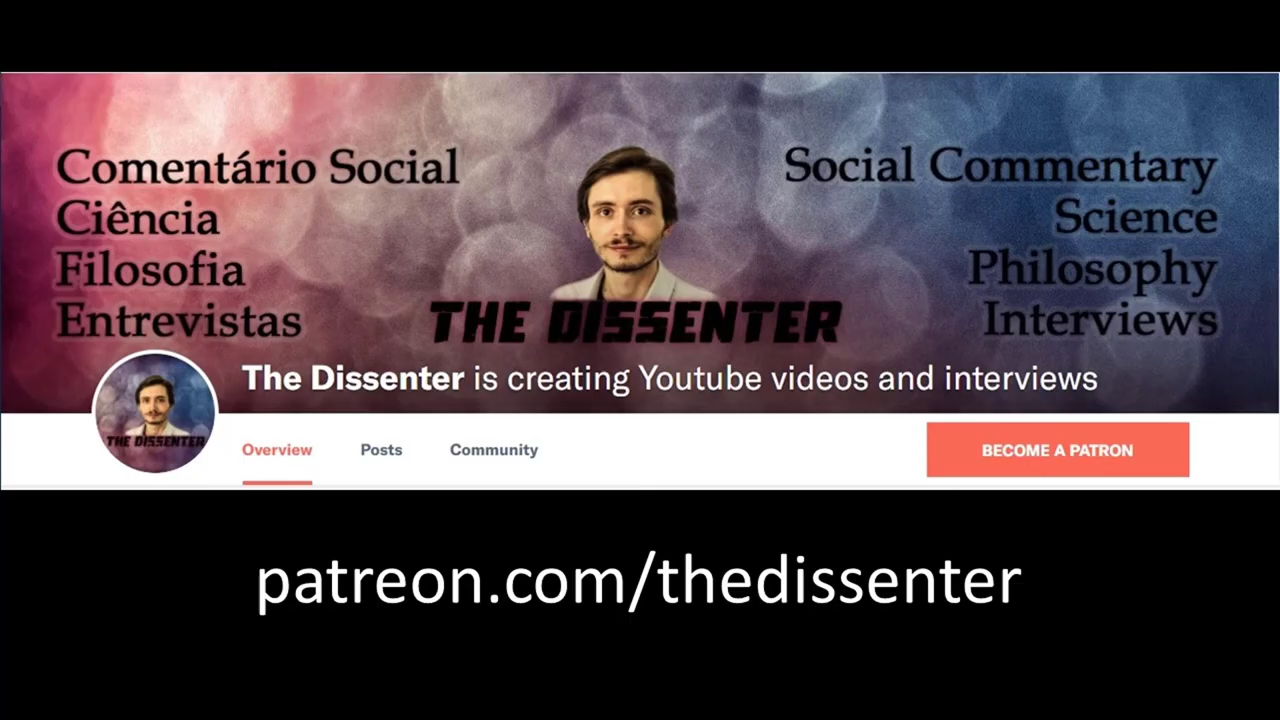 Comentário Social
Ciência
Filosofia
Entrevistas
Social Commentary
Science
Philosophy
Interviews
THE DISSENTER
THE DISSENTER
The Dissenter is creating Youtube videos and interviews
Overview Posts Community
BECOME A PATRON
patreon.com/thedissenter